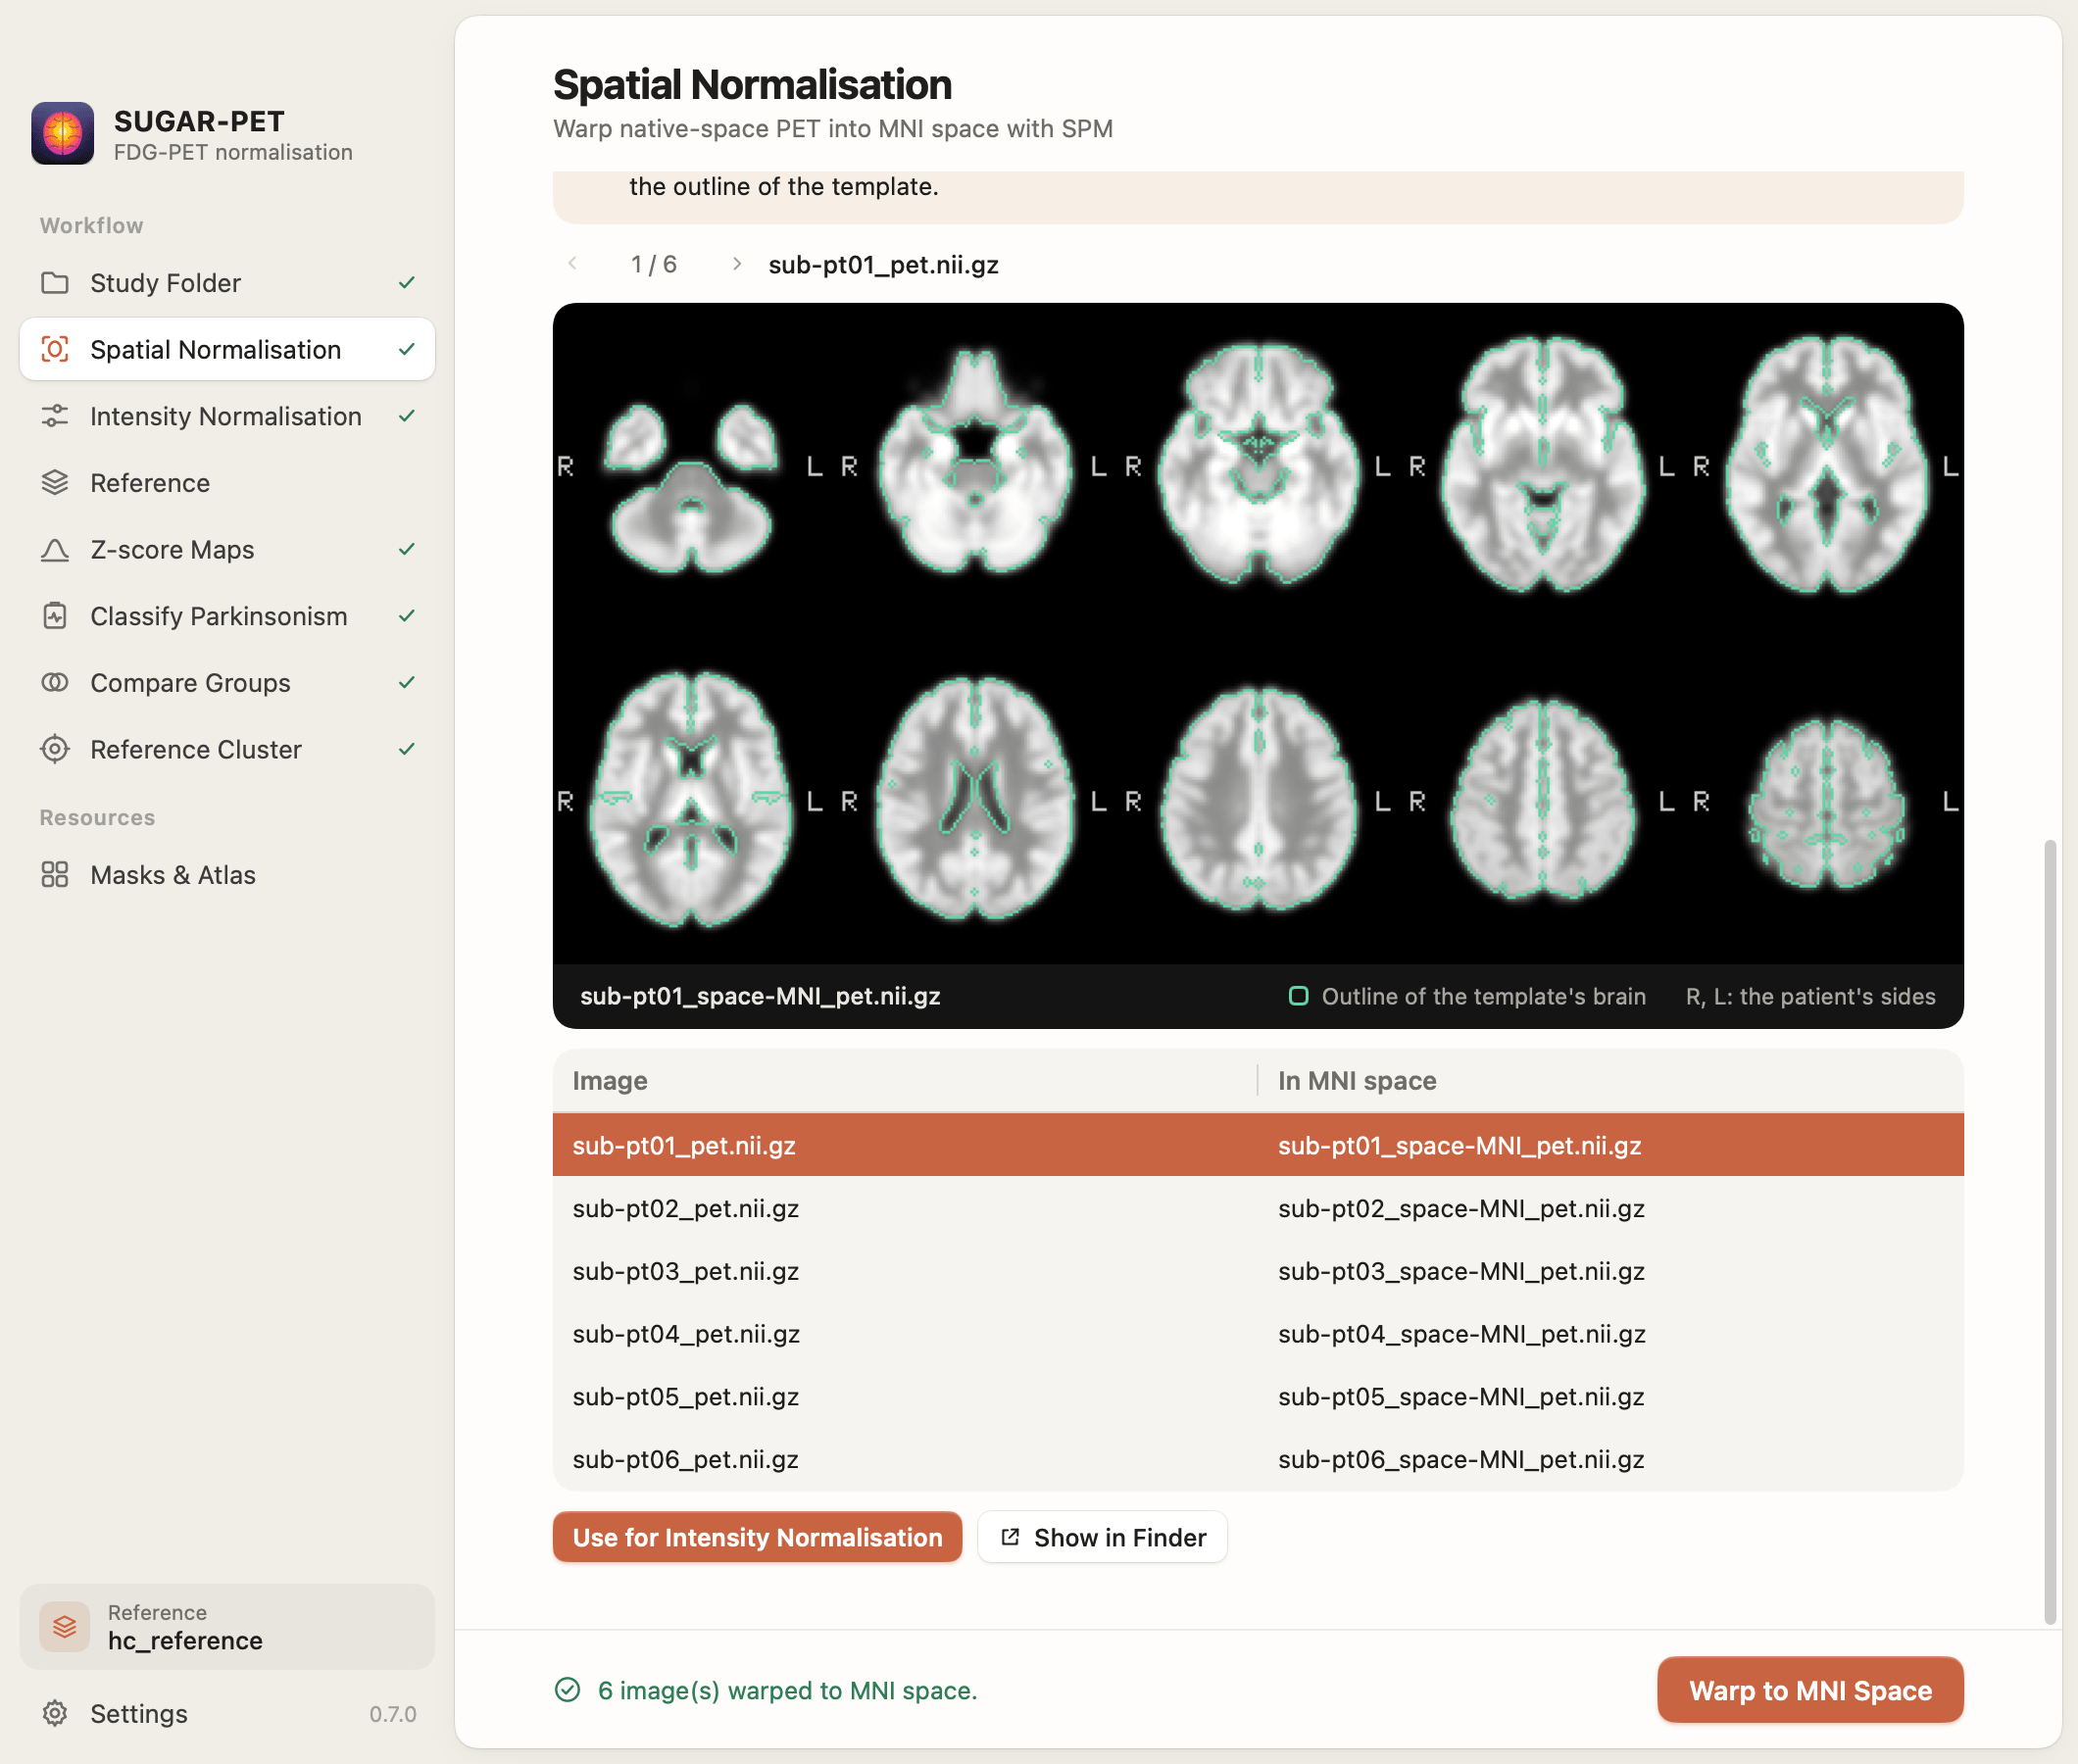 SUGAR-PET
FDG-PET normalisation
Workflow
Study Folder
Spatial Normalisation
Intensity Normalisation
Reference
Z-score Maps
Classify Parkinsonism
Compare Groups
Reference Cluster
Resources
Masks & Atlas
Reference
hc_reference
Settings 0.7.0
Spatial Normalisation
Warp native-space PET into MNI space with SPM
the outline of the template.
1 / 6 sub-pt01_pet.nii.gz
R L R L R L R L R L
R L R L R L R L R L
sub-pt01_space-MNI_pet.nii.gz Outline of the template's brain R, L: the patient's sides
Image In MNI space
sub-pt01_pet.nii.gz sub-pt01_space-MNI_pet.nii.gz
sub-pt02_pet.nii.gz sub-pt02_space-MNI_pet.nii.gz
sub-pt03_pet.nii.gz sub-pt03_space-MNI_pet.nii.gz
sub-pt04_pet.nii.gz sub-pt04_space-MNI_pet.nii.gz
sub-pt05_pet.nii.gz sub-pt05_space-MNI_pet.nii.gz
sub-pt06_pet.nii.gz sub-pt06_space-MNI_pet.nii.gz
Use for Intensity Normalisation Show in Finder
6 image(s) warped to MNI space. Warp to MNI Space